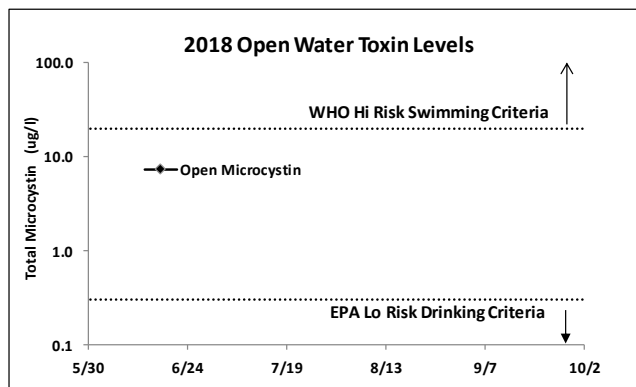 2018 Open Water Toxin Levels
100.0
WHO Hi Risk Swimming Criteria
10.0
Open Microcystin
Total Microcystin (ug/l)
1.0
EPA Lo Risk Drinking Criteria
0.1
5/30 6/24 7/19 8/13 9/7 10/2